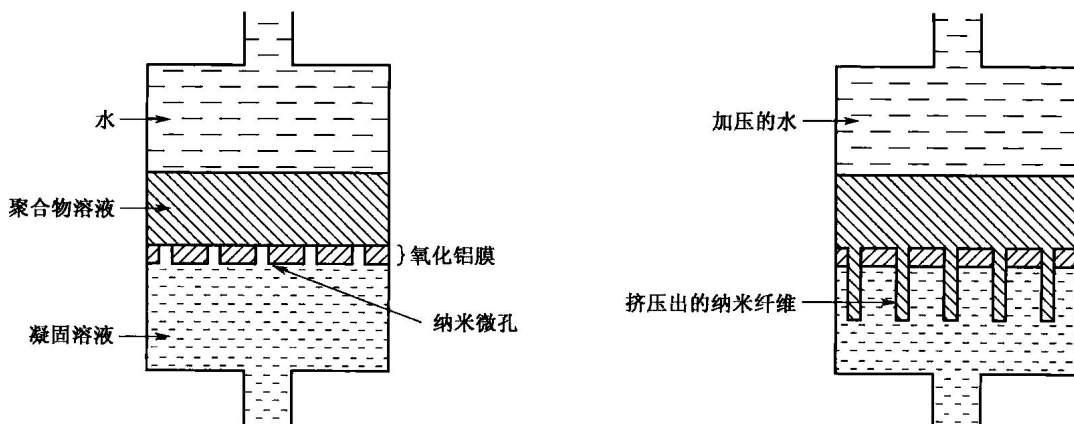 水
聚合物溶液
氧化铝膜
纳米微孔
凝固溶液
加压的水
挤压出的纳米纤维